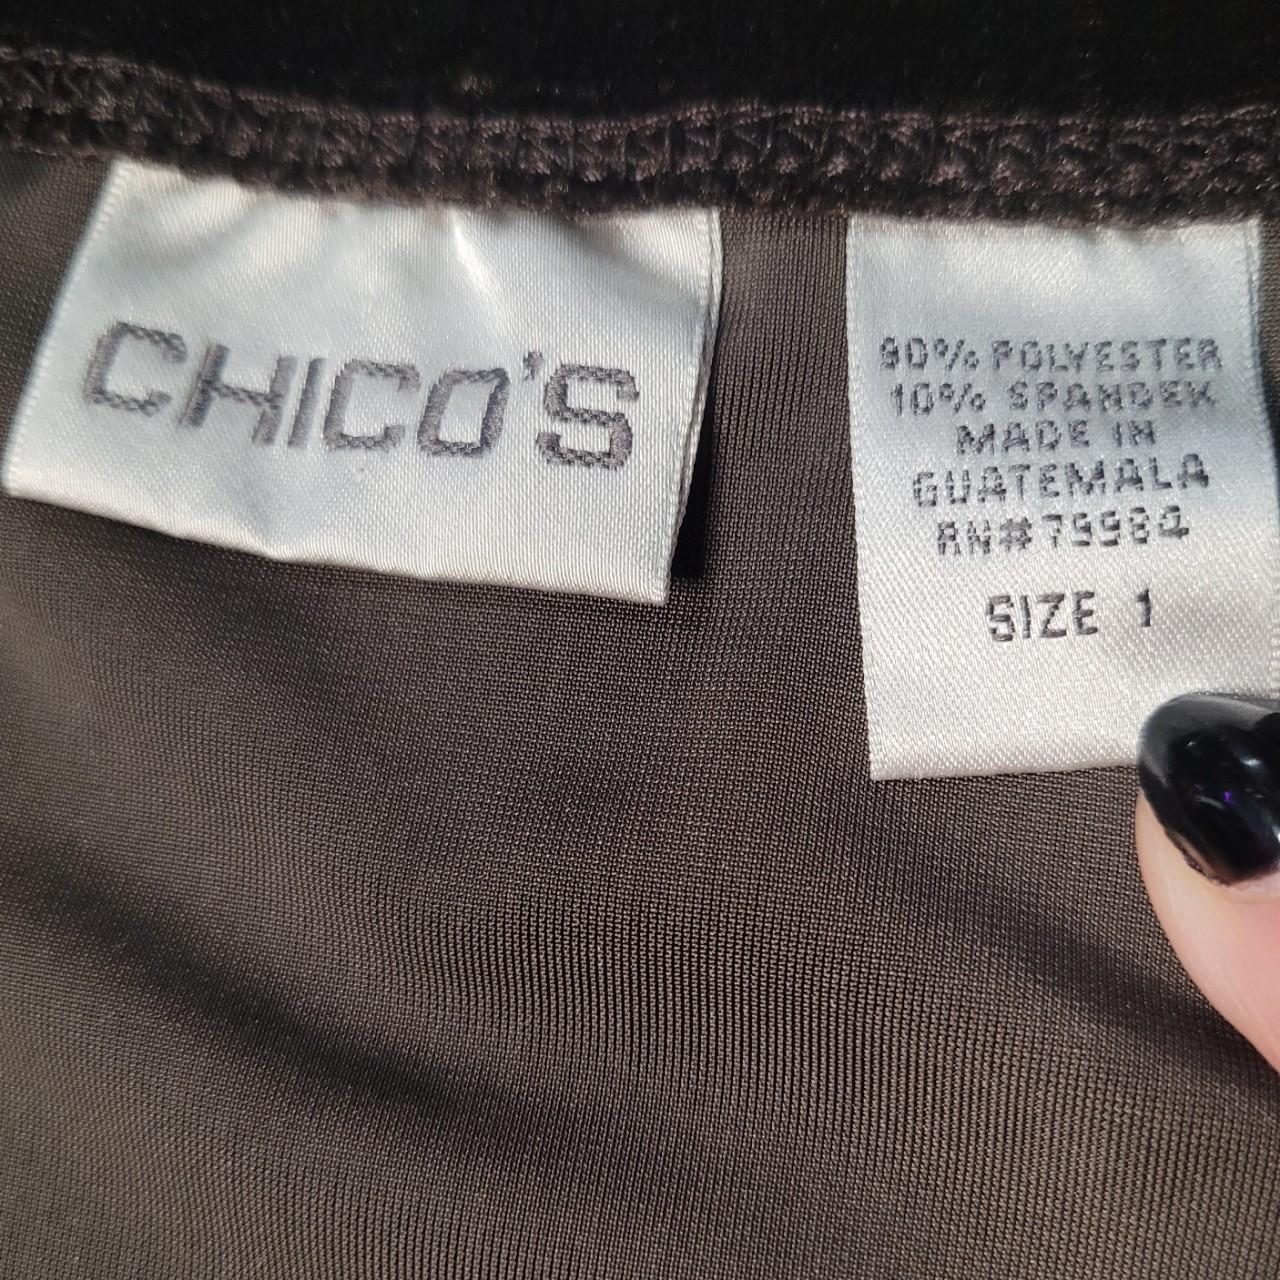 CHICO'S
90% POLYESTER
10% SPANDEX
MADE IN
GUATEMALA
RN#79984
SIZE 1